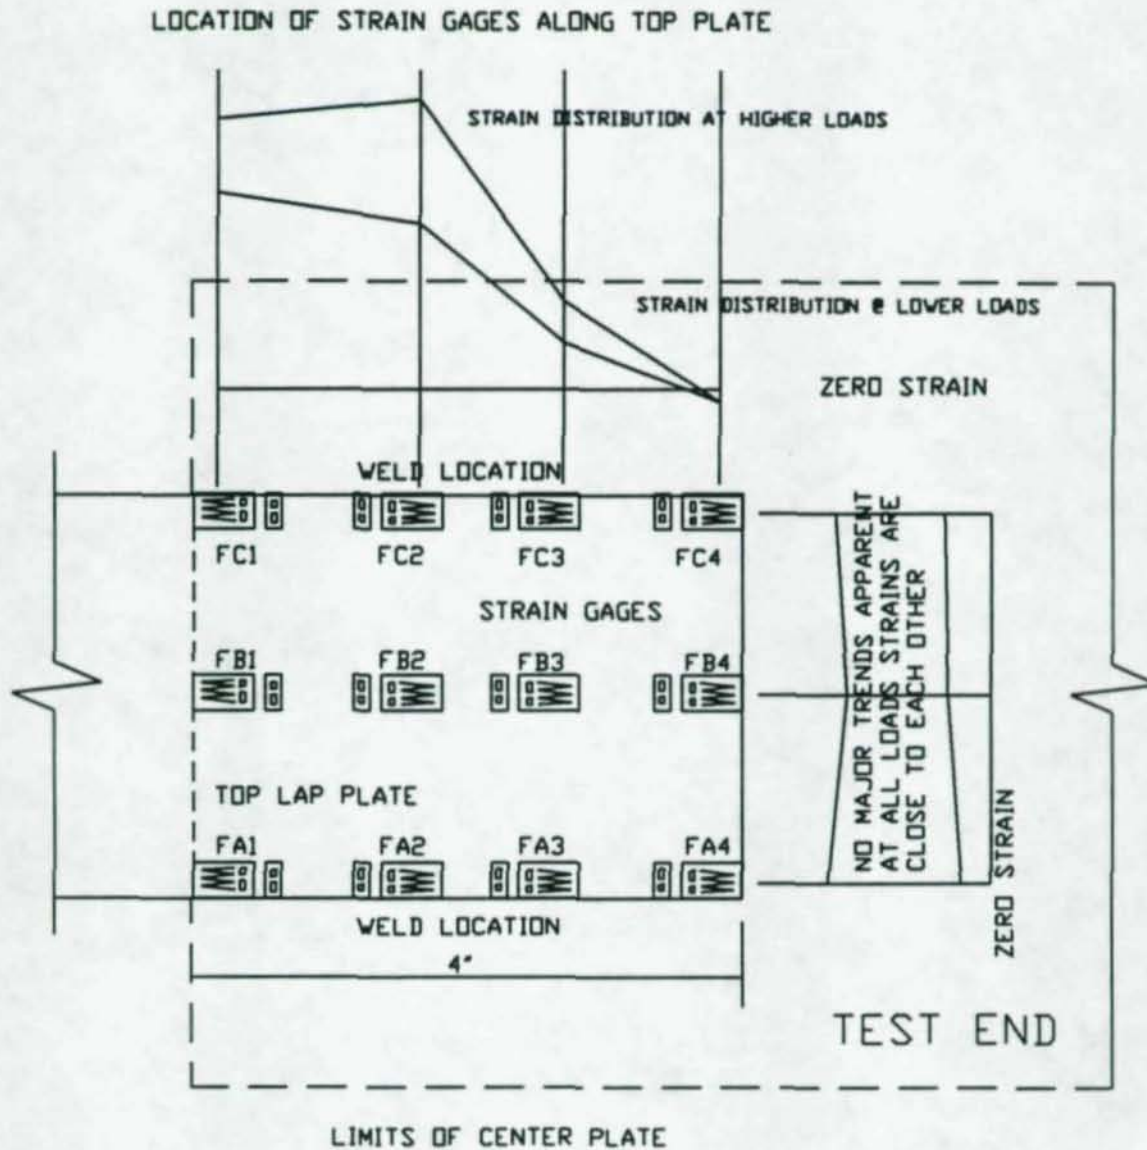 LOCATION OF STRAIN GAGES ALONG TOP PLATE
STRAIN DISTRIBUTION AT HIGHER LOADS
STRAIN DISTRIBUTION @ LOWER LOADS
ZERO STRAIN
WELD LOCATION
FC1 FC2 FC3 FC4
STRAIN GAGES
FB1 FB2 FB3 FB4
TOP LAP PLATE
FA1 FA2 FA3 FA4
WELD LOCATION
4"
NO MAJOR TRENDS APPARENT
AT ALL LOADS STRAINS ARE
CLOSE TO EACH OTHER
ZERO STRAIN
TEST END
LIMITS OF CENTER PLATE